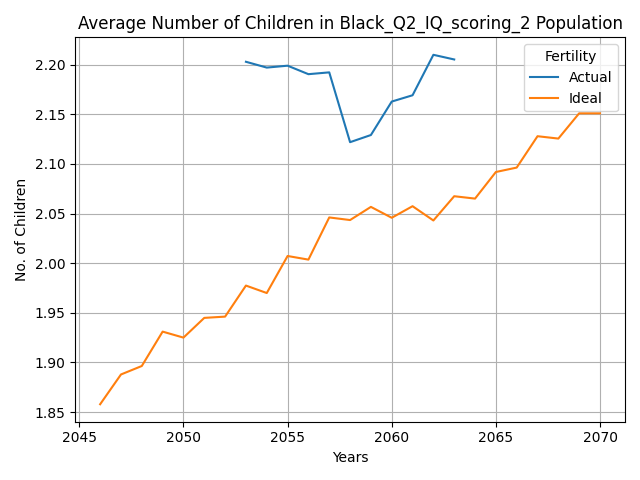 Average Number of Children in Black_Q2_IQ_scoring_2 Population
Fertility
Actual
Ideal
No. of Children
2.20
2.15
2.10
2.05
2.00
1.95
1.90
1.85
2045 2050 2055 2060 2065 2070
Years